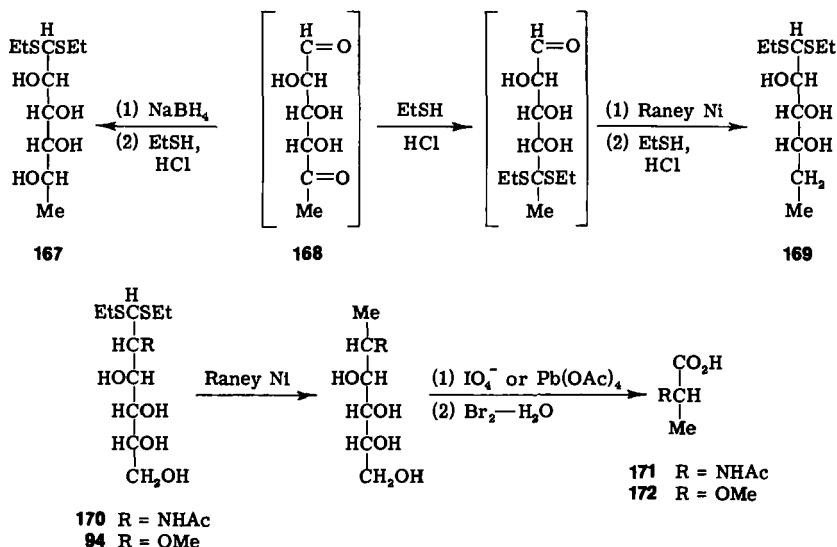 H
EtSCSEt
HOCH
HCOH
HCOH
HOCH
Me
167
(1) NaBH₄
(2) EtSH,
HCl
CH=O
HOCH
HCOH
HCOH
C=O
Me
168
EtSH
HCl
CH=O
HOCH
HCOH
HCOH
EtSCSEt
Me
(1) Raney Ni
(2) EtSH,
HCl
H
EtSCSEt
HOCH
HCOH
HCOH
CH₂
Me
169
H
EtSCSEt
HCR
HOCH
HCOH
HCOH
CH₂OH
170 R = NHAc
94 R = OMe
Raney Ni
Me
HCR
HOCH
HCOH
HCOH
CH₂OH
(1) IO₄⁻ or Pb(OAc)₄
(2) Br₂—H₂O
CO₂H
RCH
Me
171 R = NHAc
172 R = OMe